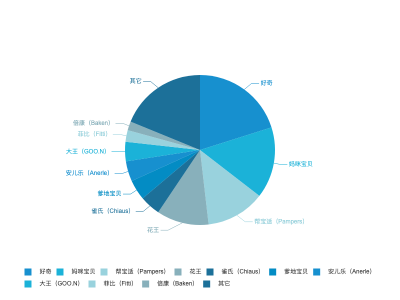 其它
好奇
倍康（Baken）
菲比（Fitti）
大王（GOO.N）
妈咪宝贝
安儿乐（Anerle）
爹地宝贝
雀氏（Chiaus）
帮宝适（Pampers）
花王
好奇 妈咪宝贝 帮宝适（Pampers） 花王 雀氏（Chiaus） 爹地宝贝 安儿乐（Anerle）
大王（GOO.N） 菲比（Fitti） 倍康（Baken） 其它